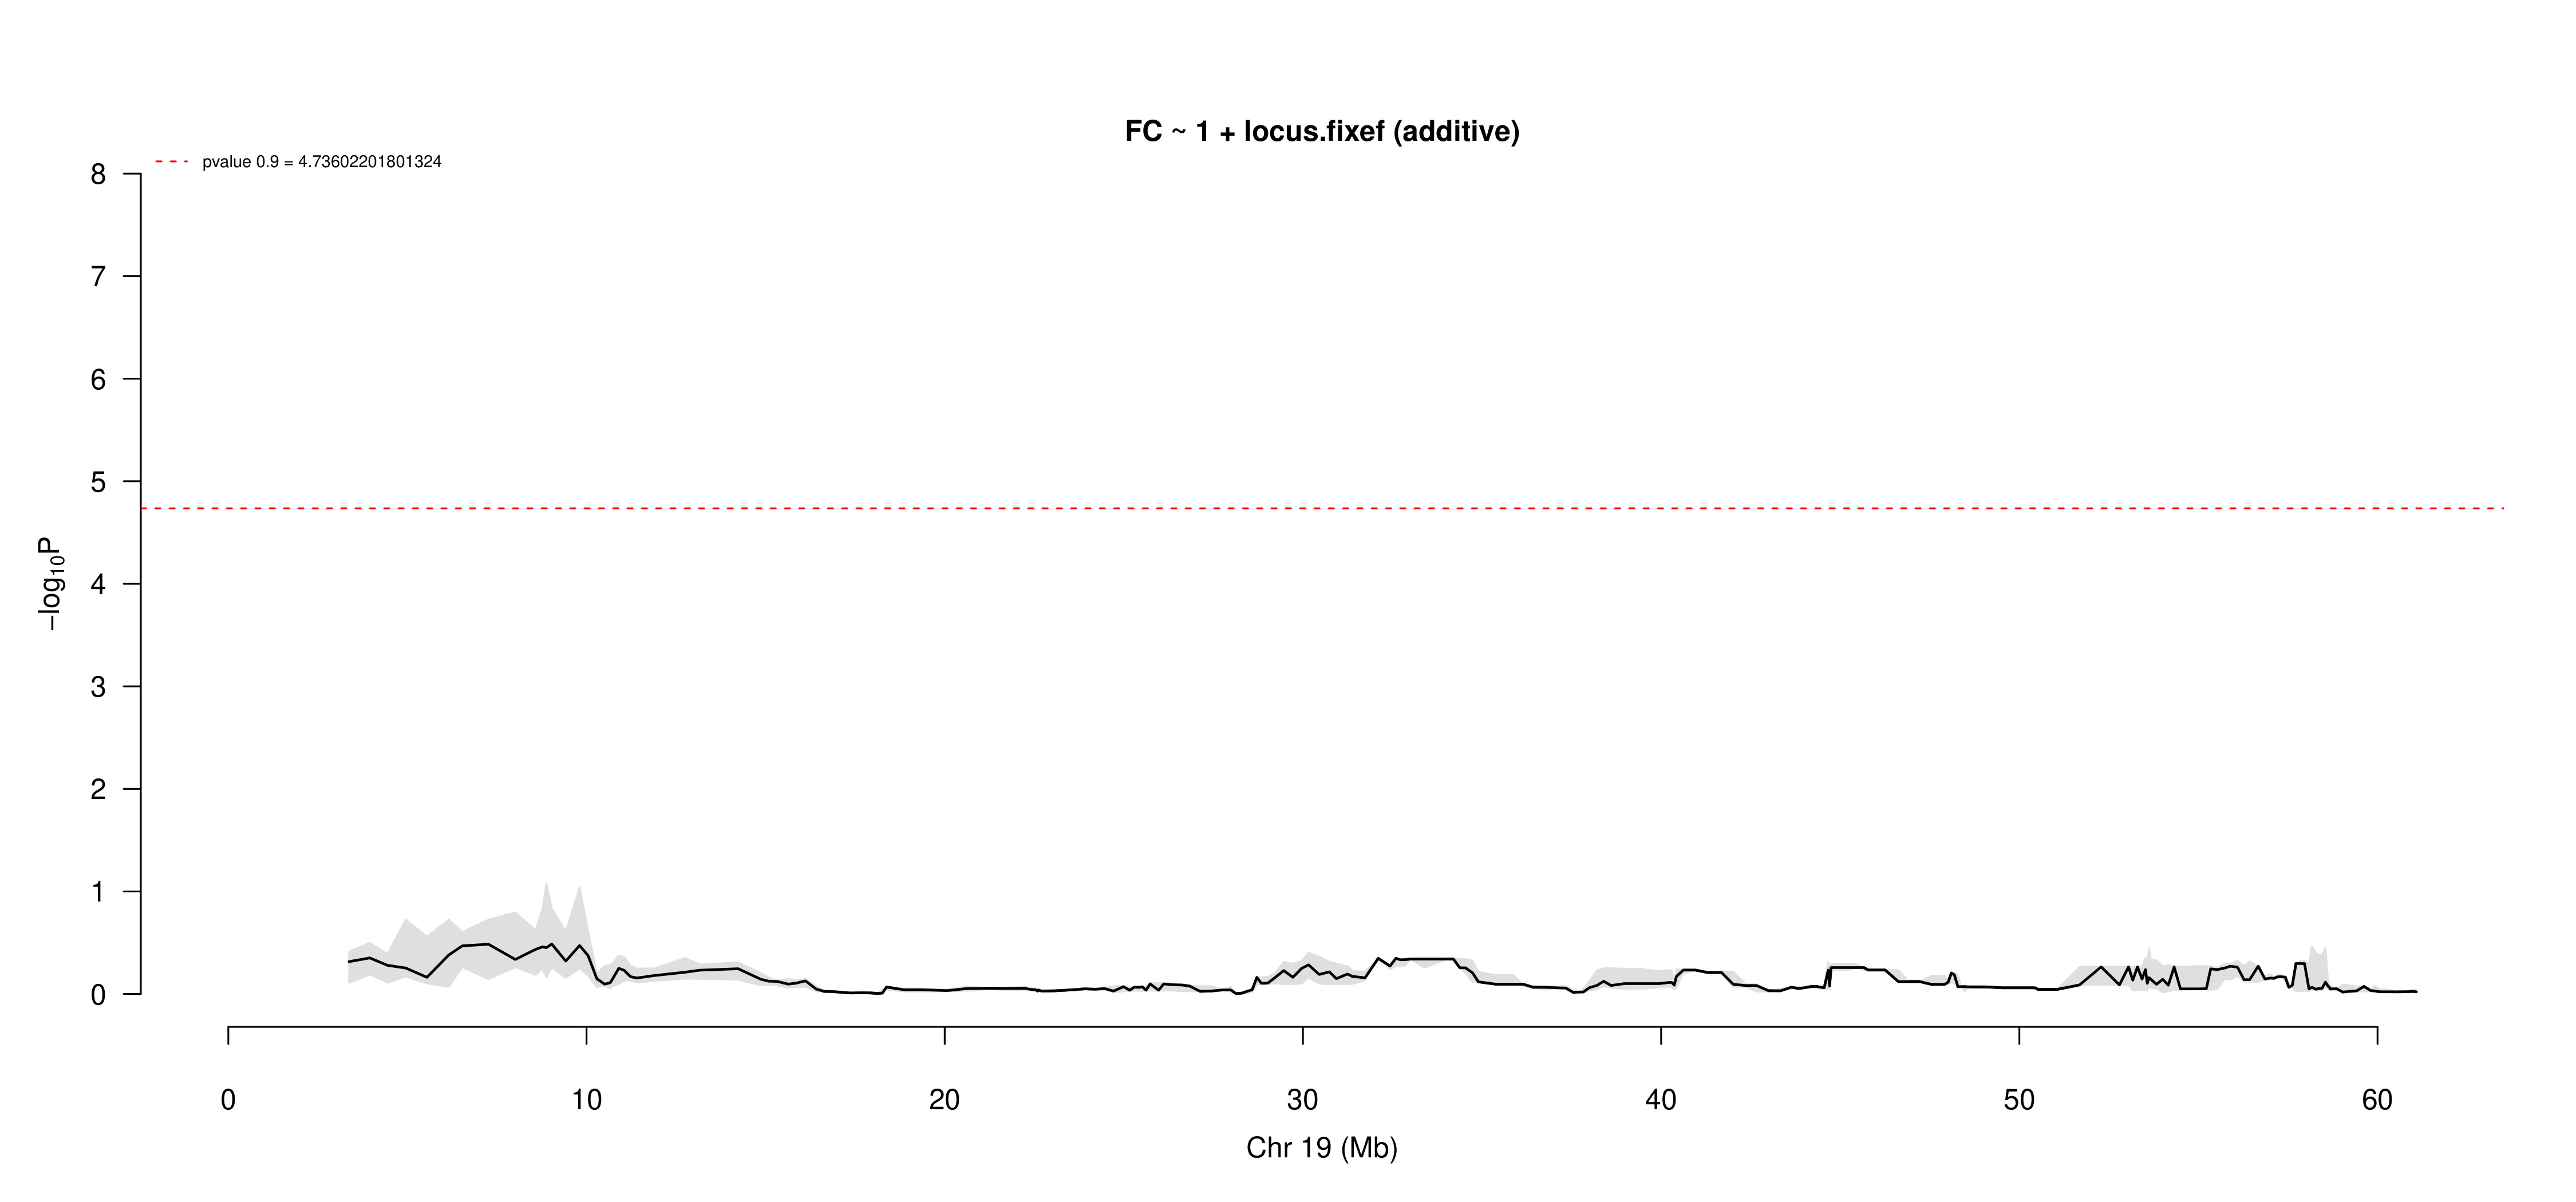 FC ~ 1 + locus.fixef (additive)
pvalue 0.9 = 4.73602201801324
8
7
6
5
4
3
2
1
0
−log10P
0 10 20 30 40 50 60
Chr 19 (Mb)